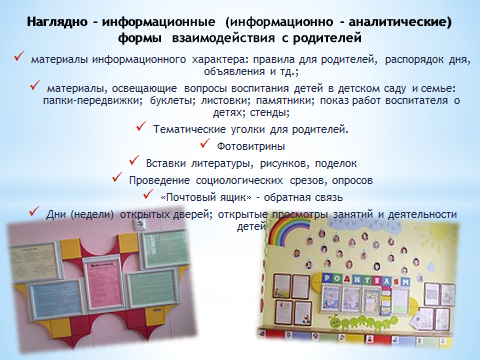 Наглядно - информационные (информационно - аналитические)
формы взаимодействия с родителей
материалы информационного характера: правила для родителей, распорядок дня,
объявления и тд.;
материалы, освещающие вопросы воспитания детей в детском саду и семье:
папки-передвижки; буклеты; листовки; памятники; показ работ воспитателя о
детях; стенды;
Тематические уголки для родителей.
Фотовитрины
Вставки литературы, рисунков, поделок
Проведение социологических срезов, опросов
«Почтовый ящик» - обратная связь
Дни (недели) открытых дверей; открытые просмотры занятий и деятельности
детей
РОДИТЕЛЯМ